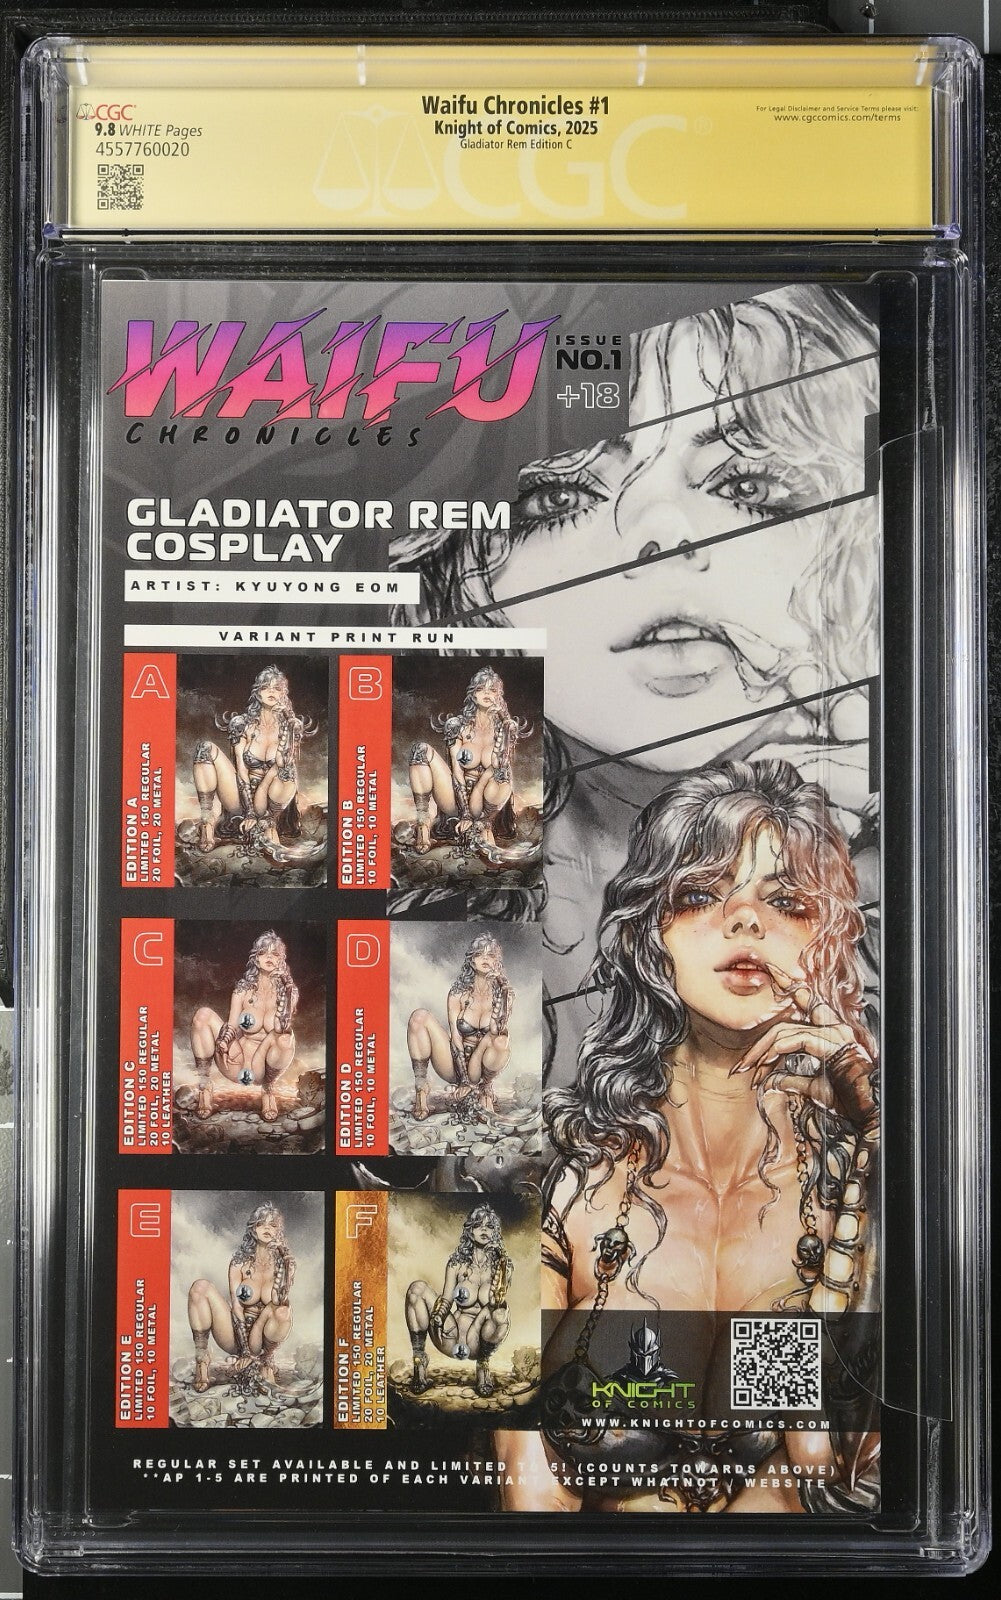 CGC
9.8 WHITE Pages
4557760020
Waifu Chronicles #1
Knight of Comics, 2025
Gladiator Rem Edition C
For Legal Disclaimer and Service Terms please visit:
www.cgccomics.com/terms
CGC
WAIFU
CHRONICLES
ISSUE
NO.1
+18
GLADIATOR REM
COSPLAY
ARTIST: KYUYONG EOM
VARIANT PRINT RUN
A
EDITION A
LIMITED 150 REGULAR
20 FOIL, 20 METAL
B
EDITION B
LIMITED 150 REGULAR
10 FOIL, 10 METAL
C
EDITION C
LIMITED 150 REGULAR
20 FOIL, 20 METAL
10 LEATHER
D
EDITION D
LIMITED 150 REGULAR
10 FOIL, 10 METAL
E
EDITION E
LIMITED 150 REGULAR
10 FOIL, 10 METAL
F
EDITION F
LIMITED 150 REGULAR
20 FOIL, 20 METAL
10 LEATHER
KNIGHT
OF COMICS
WWW.KNIGHTOFCOMICS.COM
REGULAR SET AVAILABLE AND LIMITED TO 5! (COUNTS TOWARDS ABOVE)
**AP 1-5 ARE PRINTED OF EACH VARIANT EXCEPT WHATNOT / WEBSITE